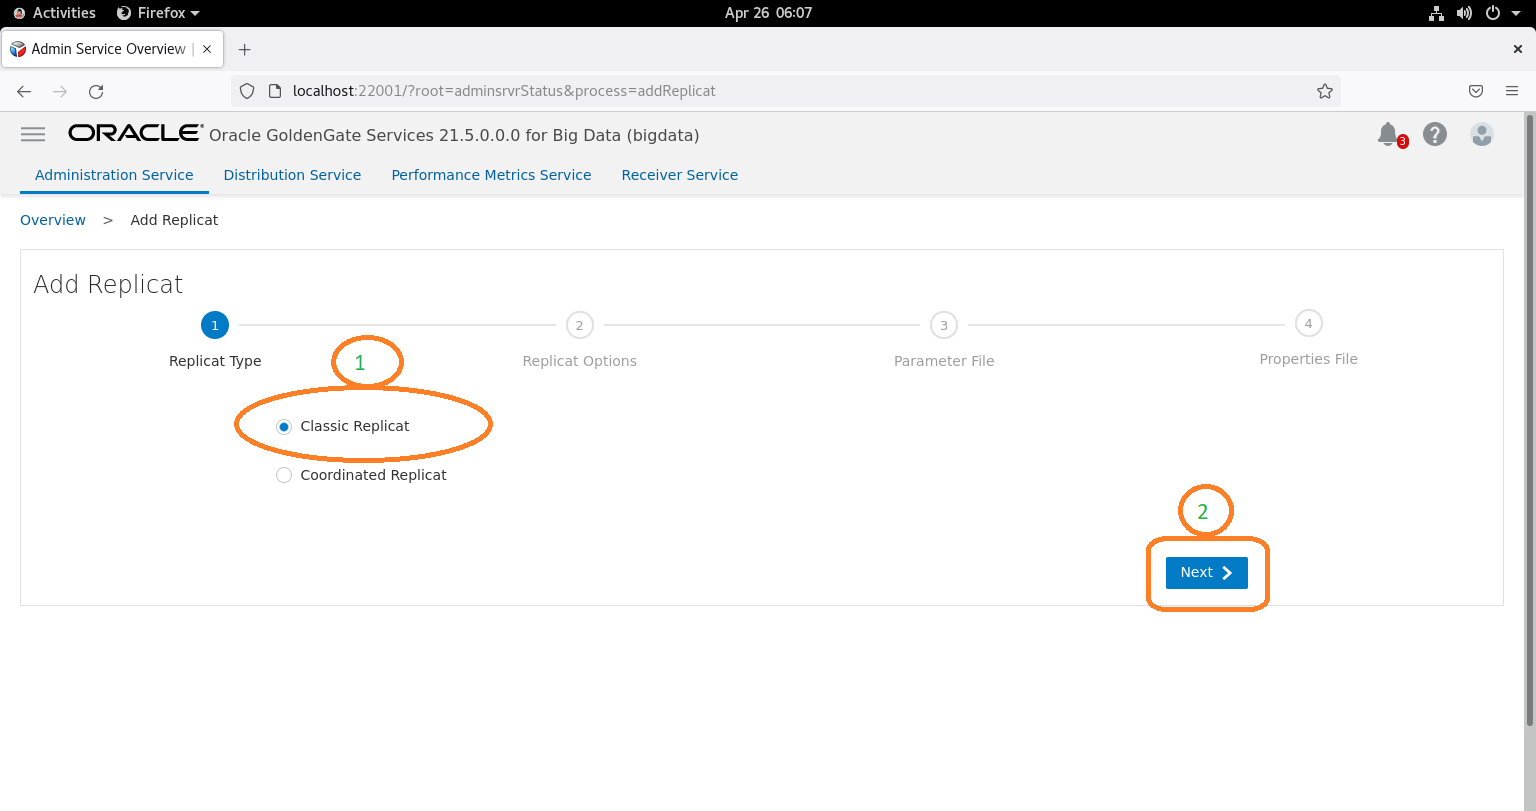 Activities Firefox Apr 26 06:07
Admin Service Overview |
localhost:22001/?root=adminsrvrStatus&process=addReplicat
ORACLE Oracle GoldenGate Services 21.5.0.0.0 for Big Data (bigdata) 3 ?
Administration Service Distribution Service Performance Metrics Service Receiver Service
Overview > Add Replicat
Add Replicat
1 2 3 4
Replicat Type Replicat Options Parameter File Properties File
1
Classic Replicat
Coordinated Replicat
2
Next